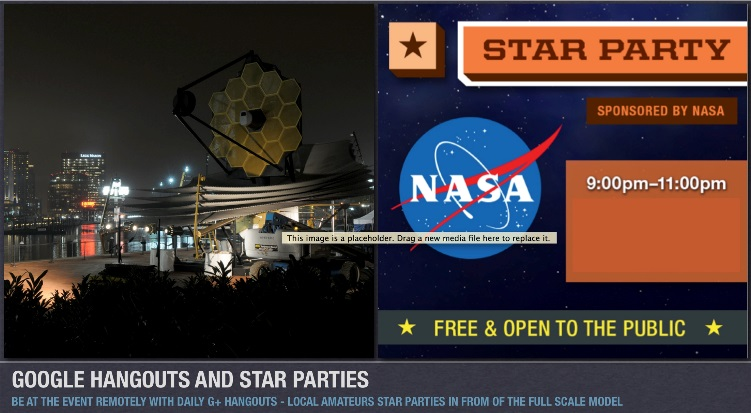 STAR PARTY
SPONSORED BY NASA
NASA
9:00pm–11:00pm
This image is a placeholder. Drag a new media file here to replace it.
FREE & OPEN TO THE PUBLIC
GOOGLE HANGOUTS AND STAR PARTIES
BE AT THE EVENT REMOTELY WITH DAILY G+ HANGOUTS - LOCAL AMATEURS STAR PARTIES IN FROM OF THE FULL SCALE MODEL